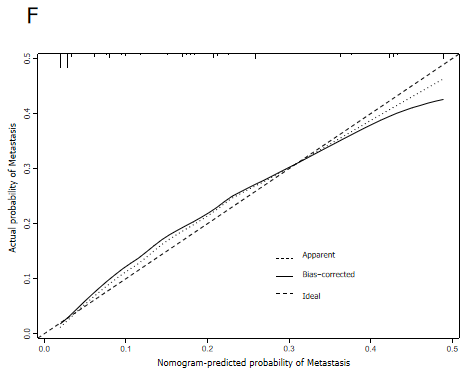 F
0.5
0.4
0.3
0.2
0.1
0.0
Actual probability of Metastasis
Apparent
Bias-corrected
Ideal
0.0 0.1 0.2 0.3 0.4 0.5
Nomogram-predicted probability of Metastasis